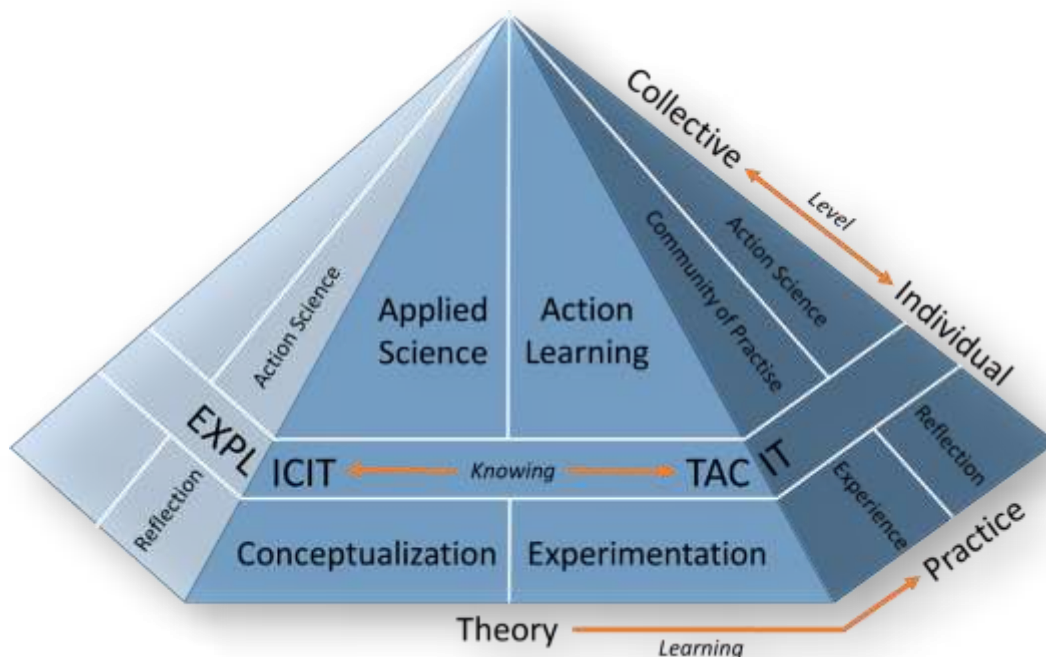 Collective
Level
Individual
Action Science
Applied
Science
Action
Learning
Community of Practise
Action Science
EXPL
ICIT
Knowing
TAC
IT
Reflection
Conceptualization
Experimentation
Experience
Reflection
Practice
Theory
Learning